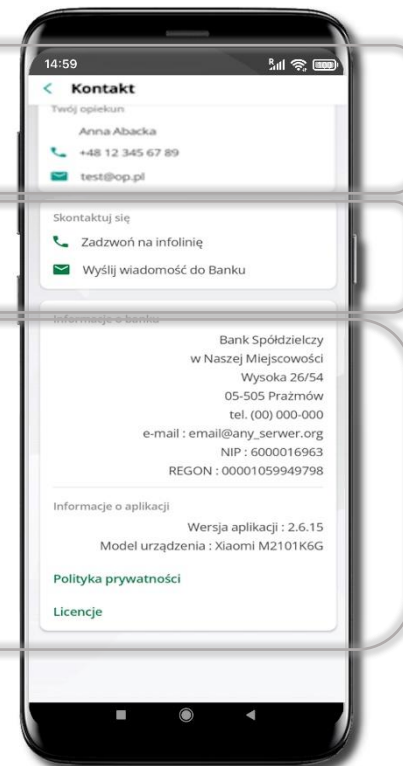 14:59
Kontakt
Twój opiekun
Anna Abacka
+48 12 345 67 89
test@op.pl
Skontaktuj się
Zadzwoń na infolinię
Wyślij wiadomość do Banku
Informacje o banku
Bank Spółdzielczy
w Naszej Miejscowości
Wysoka 26/54
05-505 Prażmów
tel. (00) 000-000
e-mail : email@any_serwer.org
NIP : 6000016963
REGON : 00001059949798
Informacje o aplikacji
Wersja aplikacji : 2.6.15
Model urządzenia : Xiaomi M2101K6G
Polityka prywatności
Licencje